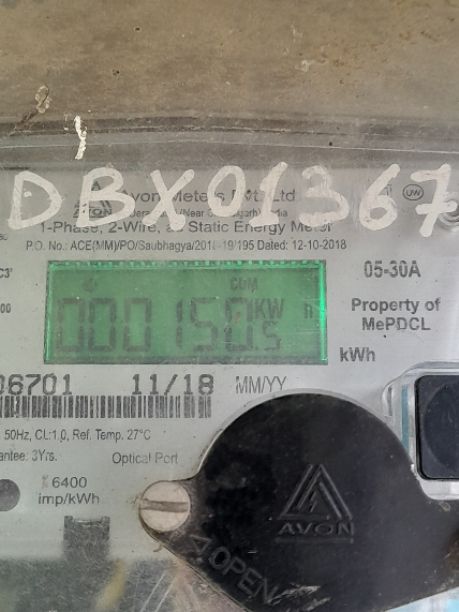 DBX01367
Avon Meters Pvt. Ltd
1-Phase, 2-Wire, Static Energy Meter
P.O. No.: ACE(MM)/PO/Saubhagya/2018-19/195 Dated: 12-10-2018
UW
05-30A
CUM
000150.5 KW h
Property of
MePDCL
kWh
06701 11/18 MM/YY
50Hz, CL:1.0, Ref. Temp. 27°C
3Yrs. Optical Port
6400
imp/kWh
AVON
OPEN